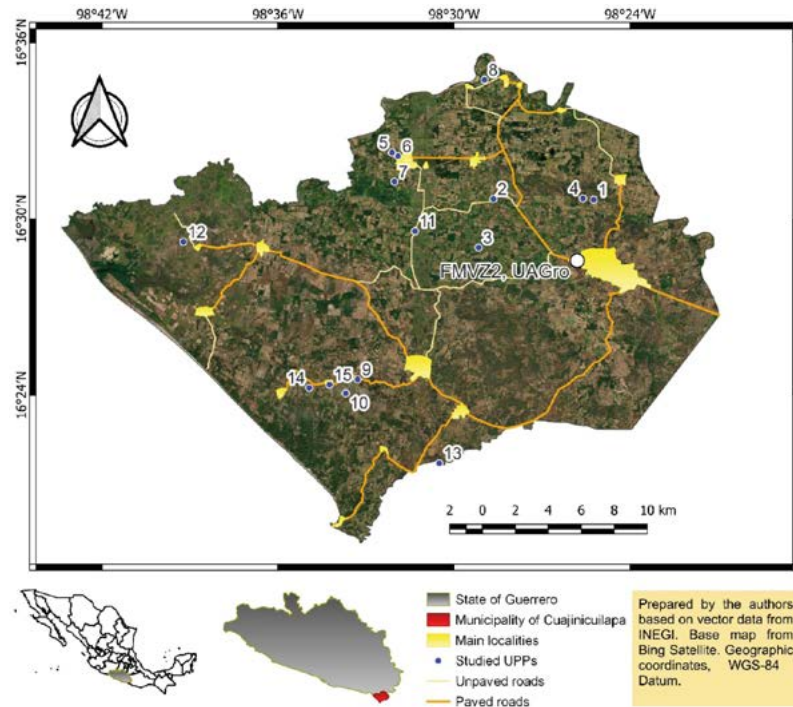 98°42'W 98°36'W 98°30'W 98°24'W
16°36'N
8
5 6
7
2
4 1
16°30'N
11
12
3
FMVZ2, UAGro
14 15 9
16°24'N
10
13
2 0 2 4 6 8 10 km
State of Guerrero
Municipality of Cuajinicuilapa
Main localities
Studied UPPs
Unpaved roads
Paved roads
Prepared by the authors
based on vector data from
INEGI. Base map from
Bing Satellite. Geographic
coordinates, WGS-84
Datum.